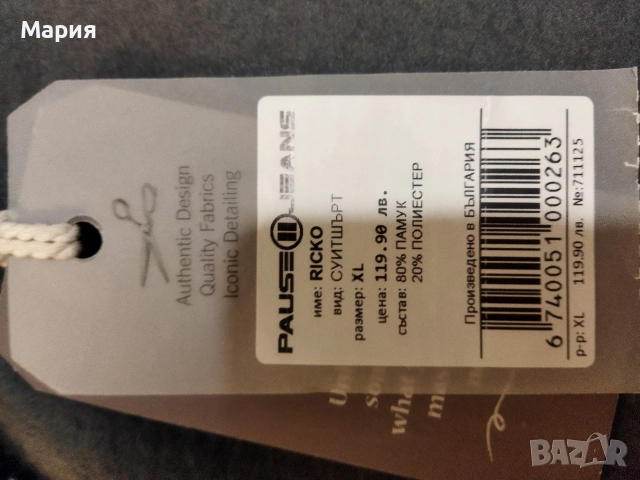 Мария
Authentic Design
Quality Fabrics
Iconic Detailing
PAUSE JEANS
име: RICKO
вид: СУИТШЪРТ
размер: XL
цена: 119.90 лв.
състав: 80% ПАМУК
20% ПОЛИЕСТЕР
Произведено в БЪЛГАРИЯ
6 740051 000263
р-р: XL 119.90 лв. №:711125
what
BAZAR